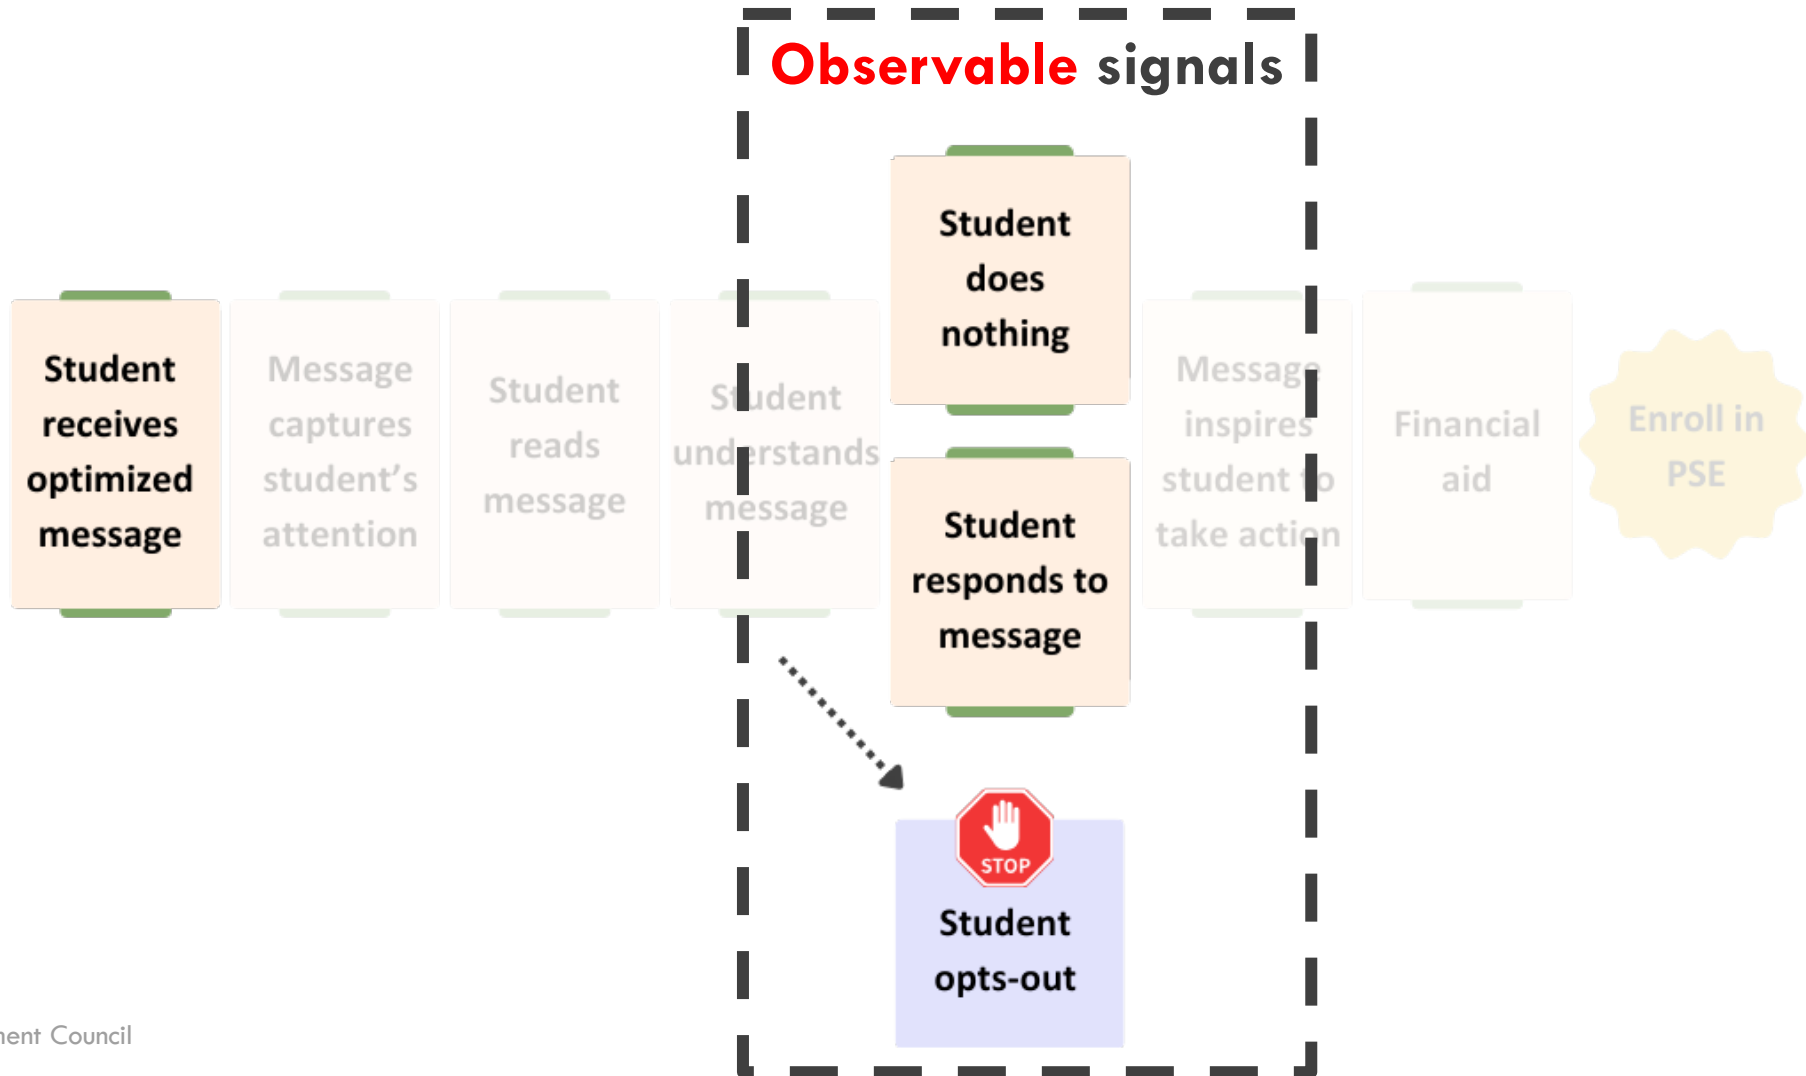 Observable signals
Student
receives
optimized
message
Message
captures
student's
attention
Student
reads
message
Student
understands
message
Student
does
nothing
Student
responds to
message
Message
inspires
student to
take action
Financial
aid
Enroll in
PSE
STOP
Student
opts-out
Council